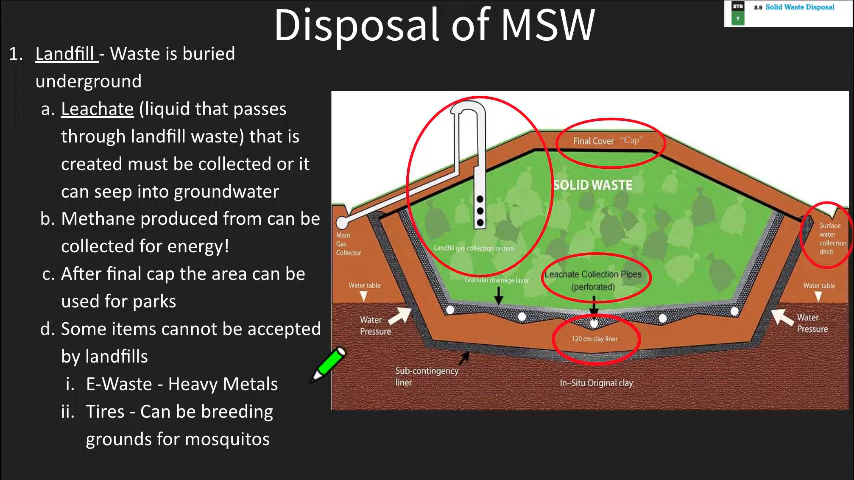 Disposal of MSW
STB
7
8.9 Solid Waste Disposal
1. Landfill - Waste is buried
underground
a. Leachate (liquid that passes
through landfill waste) that is
created must be collected or it
can seep into groundwater
b. Methane produced from can be
collected for energy!
c. After final cap the area can be
used for parks
d. Some items cannot be accepted
by landfills
i. E-Waste - Heavy Metals
ii. Tires - Can be breeding
grounds for mosquitos
Final Cover "Cap"
SOLID WASTE
Main
Gas
Collector
Landfill gas collection system
Surface
water
collection
ditch
Leachate Collection Pipes
(perforated)
Granular drainage layer
Water table
Water table
Water
Pressure
Water
Pressure
120 cm clay liner
Sub-contingency
liner
In-Situ Original clay